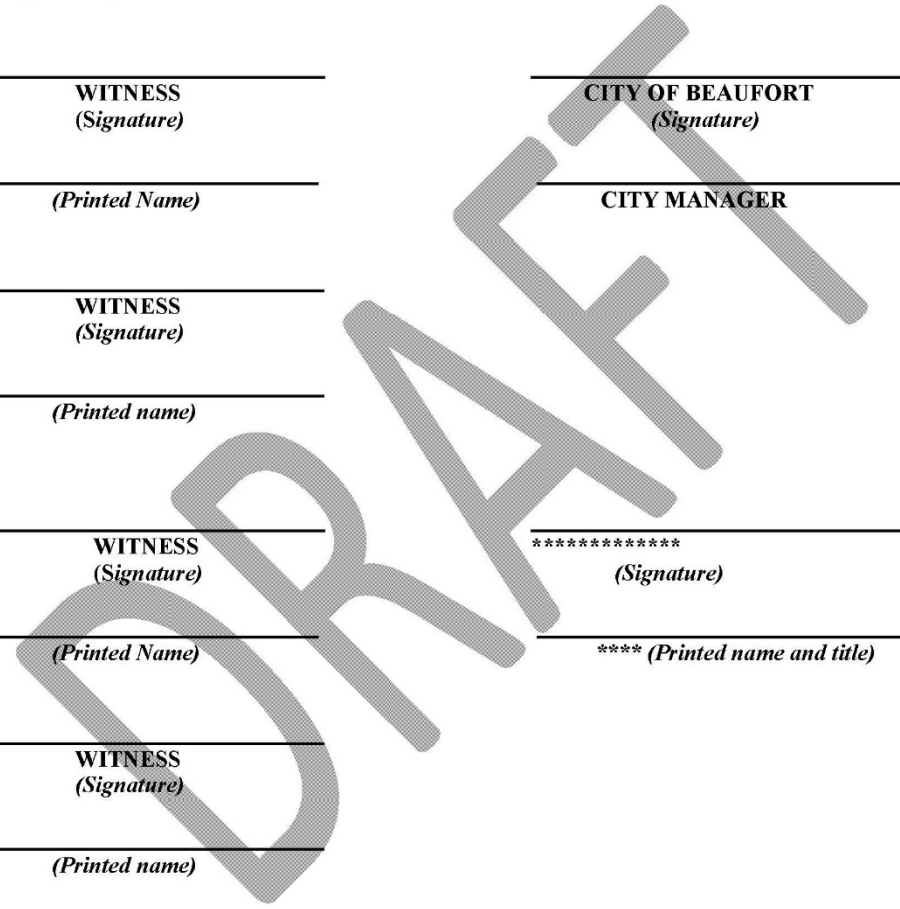 WITNESS
(Signature)
CITY OF BEAUFORT
(Signature)
(Printed Name)
CITY MANAGER
WITNESS
(Signature)
(Printed name)
WITNESS
(Signature)
*************
(Signature)
(Printed Name)
**** (Printed name and title)
WITNESS
(Signature)
(Printed name)
DRAFT